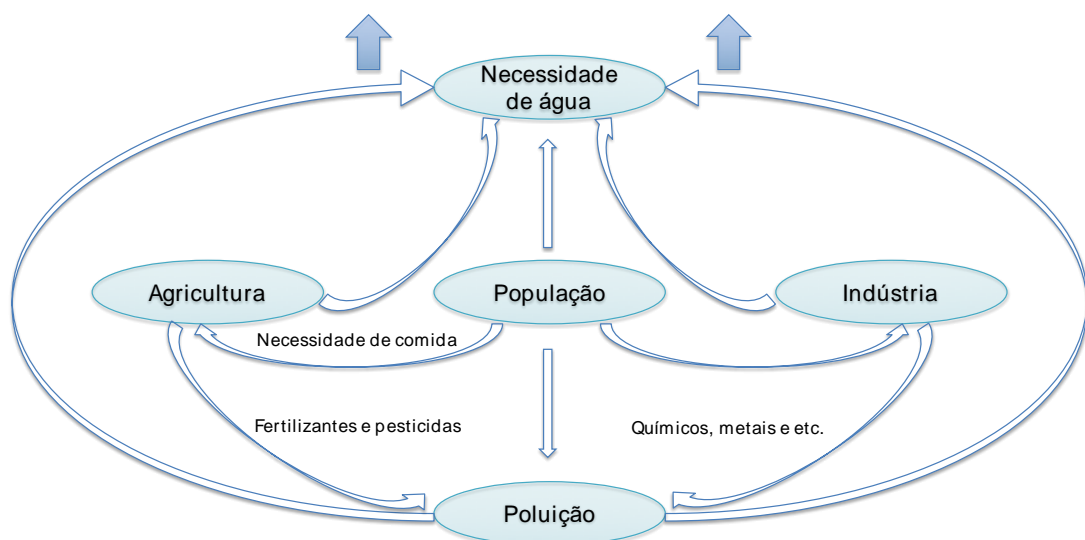 Necessidade
de água
Agricultura
População
Indústria
Necessidade de comida
Fertilizantes e pesticidas
Químicos, metais e etc.
Poluição